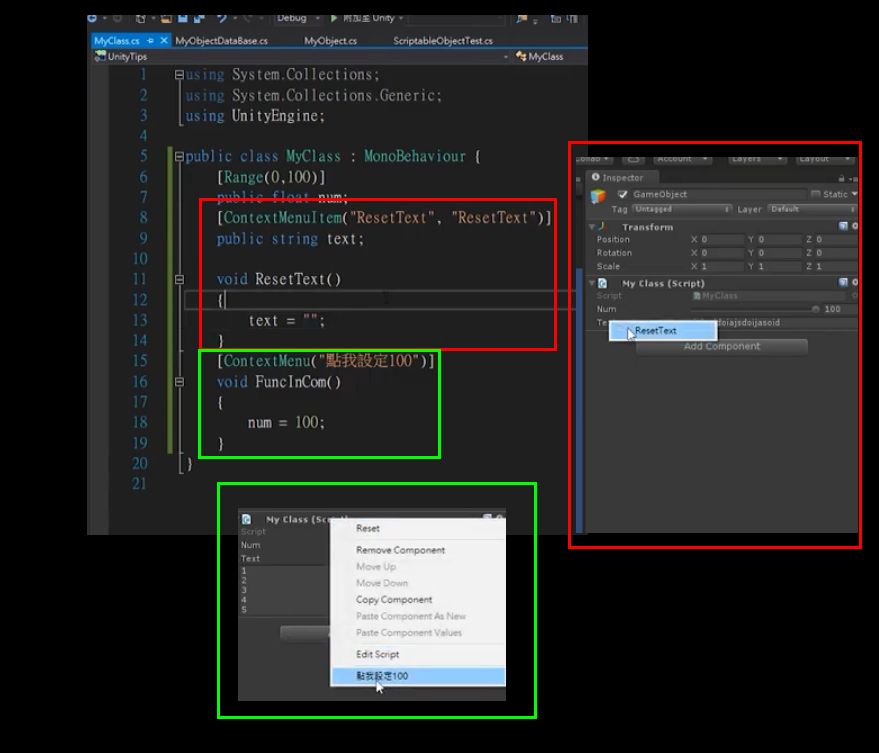 Debug
附加至 Unity
MyClass.cs
MyObjectDataBase.cs
MyObject.cs
ScriptableObjectTest.cs
UnityTips
MyClass
1 using System.Collections;
2 using System.Collections.Generic;
3 using UnityEngine;
4
5 public class MyClass : MonoBehaviour {
6 [Range(0,100)]
7 public float num;
8 [ContextMenuItem("ResetText", "ResetText")]
9 public string text;
10
11 void ResetText()
12 {
13 text = "";
14 }
15 [ContextMenu("點我設定100")]
16 void FuncInCom()
17 {
18 num = 100;
19 }
20 }
21
Account
Layers
Layout
Inspector
GameObject
Static
Tag Untagged Layer Default
Transform
Position X 0 Y 0 Z 0
Rotation X 0 Y 0 Z 0
Scale X 1 Y 1 Z 1
My Class (Script)
Script MyClass
Num 100
ResetText
Add Component
My Class (Scr
Script
Num
Text
1
2
3
4
5
Reset
Remove Component
Move Up
Move Down
Copy Component
Paste Component As New
Paste Component Values
Edit Script
點我設定100